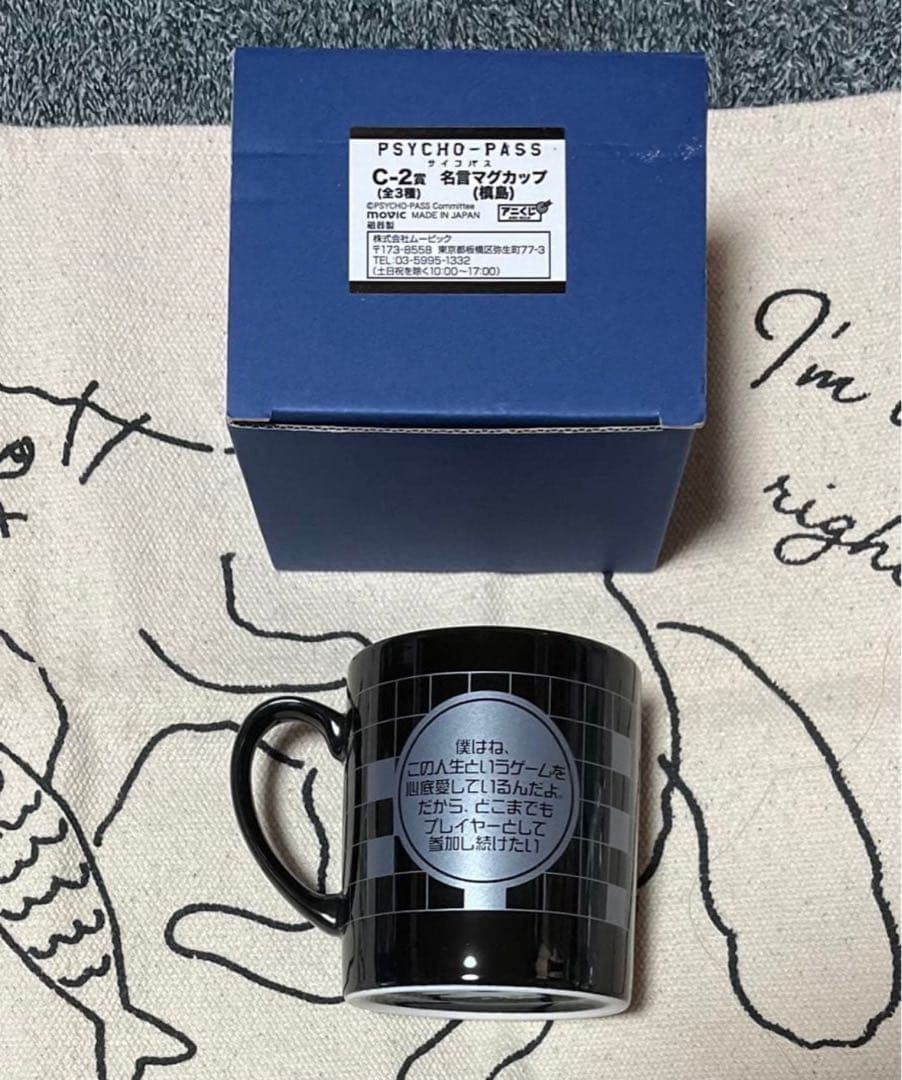 PSYCHO-PASS
サイコパス
C-2賞 名言マグカップ
(全3種) (槙島)
©PSYCHO-PASS Committee
movic MADE IN JAPAN アニくじ
磁器製
株式会社ムービック
〒173-8558 東京都板橋区弥生町77-3
TEL:03-5995-1332
(土日祝を除く10:00〜17:00)
I'm
right
僕はね、
この人生というゲームを
心底愛しているんだよ。
だから、どこまでも
プレイヤーとして
参加し続けたい